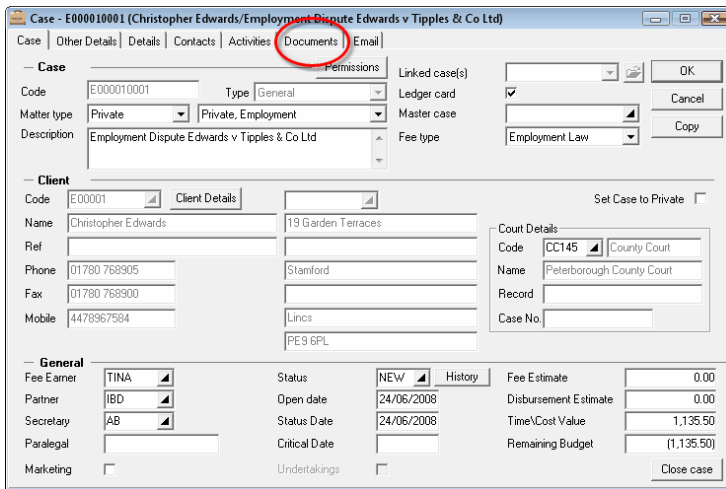 Case - E000010001 (Christopher Edwards/Employment Dispute Edwards v Tipples & Co Ltd)
Case Other Details Details Contacts Activities Documents Email
Case Permissions Linked case(s) OK
Code E000010001 Type General Ledger card Cancel
Matter type Private Private, Employment Master case Copy
Description Employment Dispute Edwards v Tipples & Co Ltd Fee type Employment Law
Client
Code E00001 Client Details Set Case to Private
Name Christopher Edwards 19 Garden Terraces Court Details
Ref Code CC145 County Court
Phone 01780 768905 Stamford Name Peterborough County Court
Fax 01780 768900 Record
Mobile 4478967584 Lincs Case No.
PE9 6PL
General
Fee Earner TINA Status NEW History Fee Estimate 0.00
Partner IBD Open date 24/06/2008 Disbursement Estimate 0.00
Secretary AB Status Date 24/06/2008 Time\Cost Value 1,135.50
Paralegal Critical Date Remaining Budget (1,135.50)
Marketing Undertakings Close case